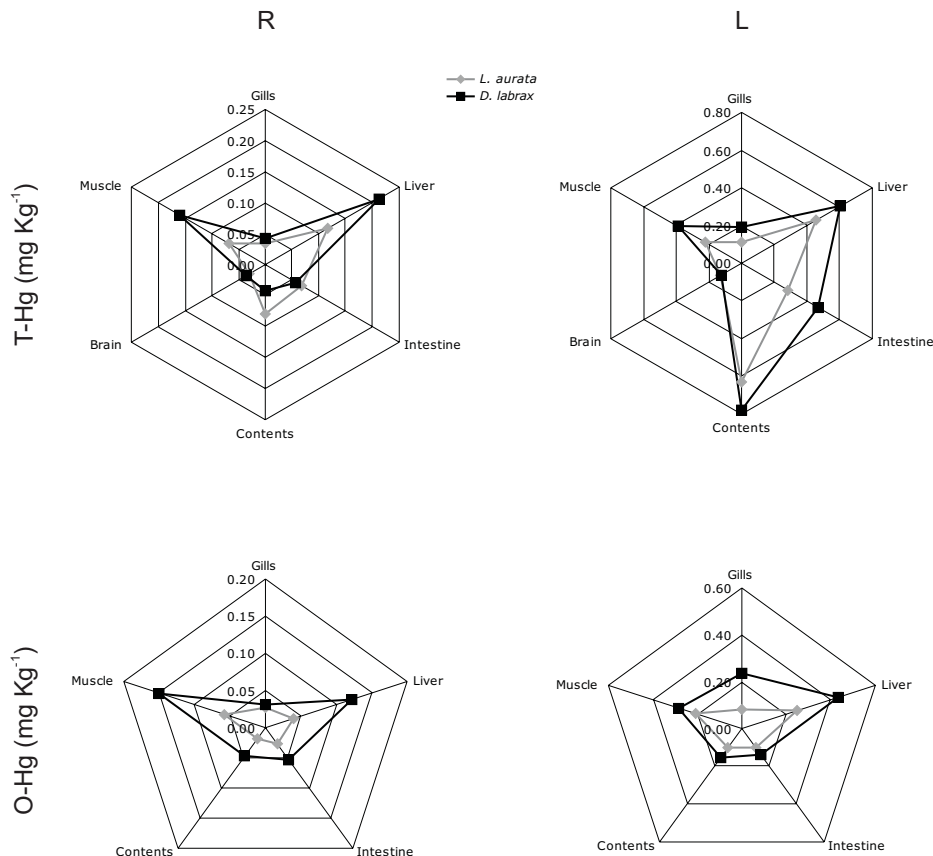 R
L
L. aurata
D. labrax
T-Hg (mg Kg⁻¹)
Gills
0.25
0.20
0.15
0.10
0.05
0.00
Liver
Intestine
Contents
Brain
Muscle
Gills
0.80
0.60
0.40
0.20
0.00
Liver
Intestine
Contents
Brain
Muscle
O-Hg (mg Kg⁻¹)
Gills
0.20
0.15
0.10
0.05
0.00
Liver
Intestine
Contents
Muscle
Gills
0.60
0.40
0.20
0.00
Liver
Intestine
Contents
Muscle